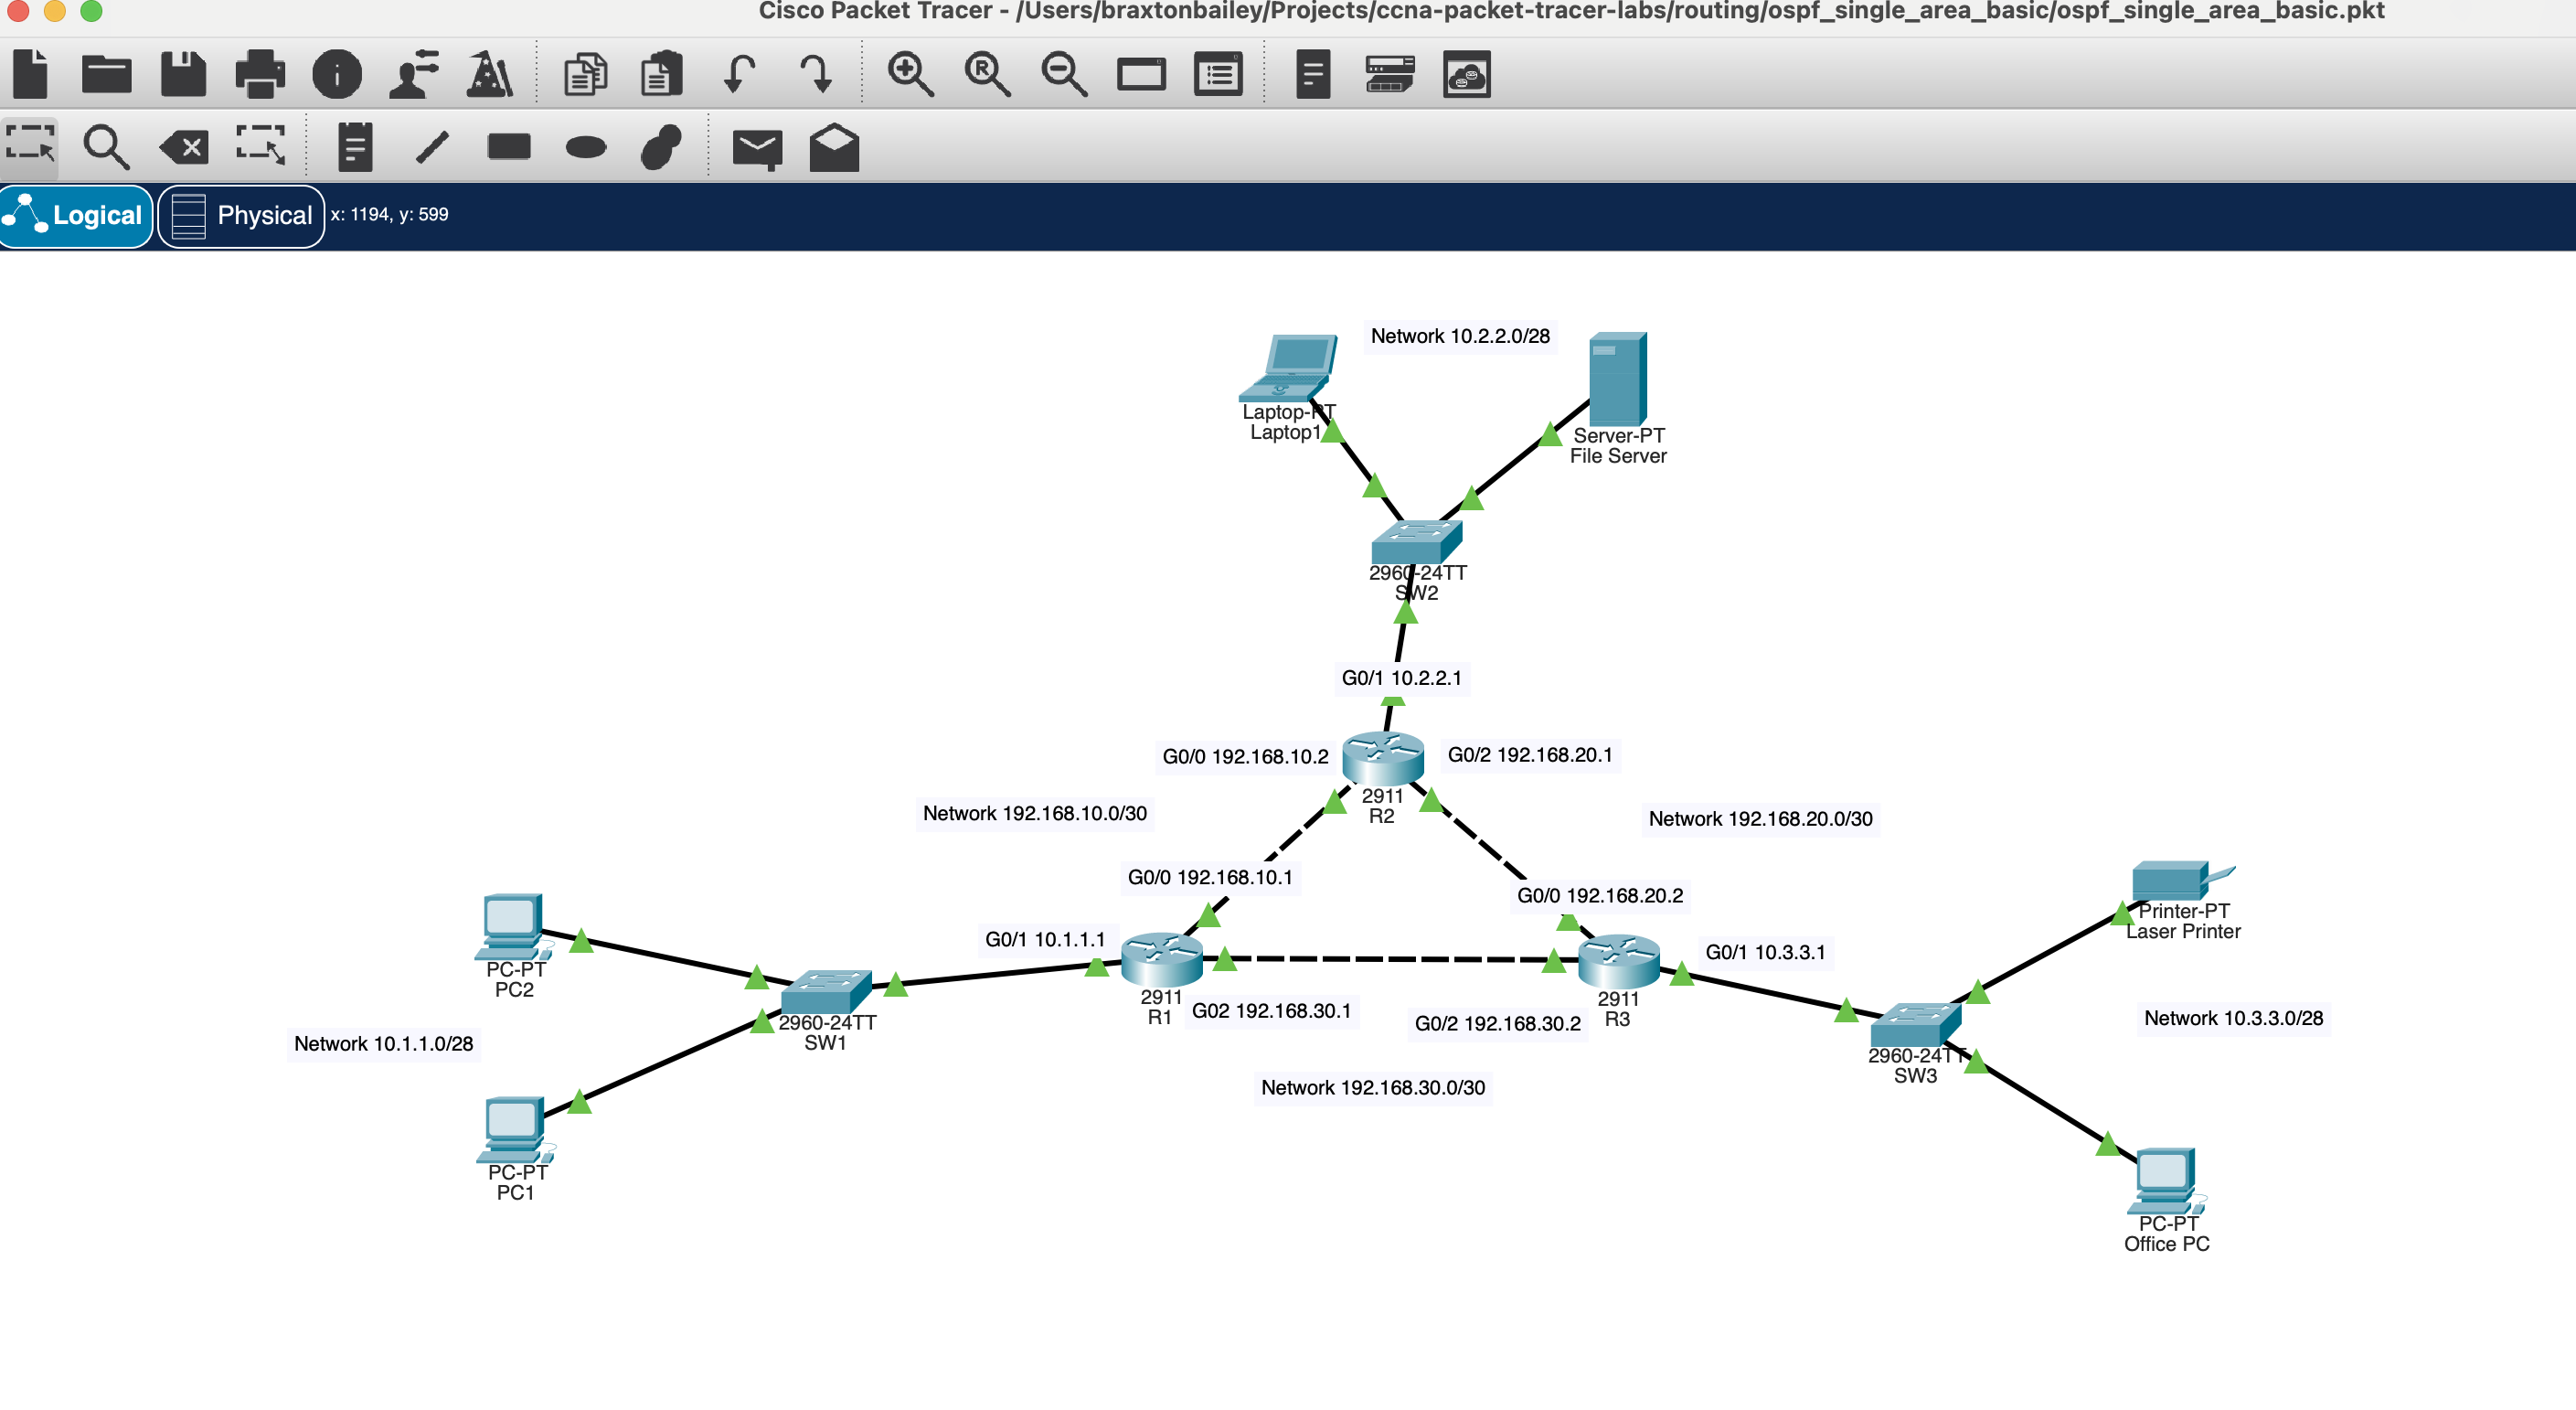 Cisco Packet Tracer - /Users/braxtonbailey/Projects/ccna-packet-tracer-labs/routing/ospf_single_area_basic/ospf_single_area_basic.pkt
Logical
Physical
x: 1194, y: 599
Network 10.2.2.0/28
Laptop-PT
Laptop1
Server-PT
File Server
2960-24TT
SW2
G0/1 10.2.2.1
G0/0 192.168.10.2
G0/2 192.168.20.1
2911
R2
Network 192.168.10.0/30
Network 192.168.20.0/30
G0/0 192.168.10.1
G0/0 192.168.20.2
Printer-PT
Laser Printer
G0/1 10.1.1.1
G0/1 10.3.3.1
PC-PT
PC2
2911
R1
G02 192.168.30.1
2911
R3
G0/2 192.168.30.2
Network 10.3.3.0/28
2960-24TT
SW1
Network 10.1.1.0/28
2960-24TT
SW3
Network 192.168.30.0/30
PC-PT
PC1
PC-PT
Office PC